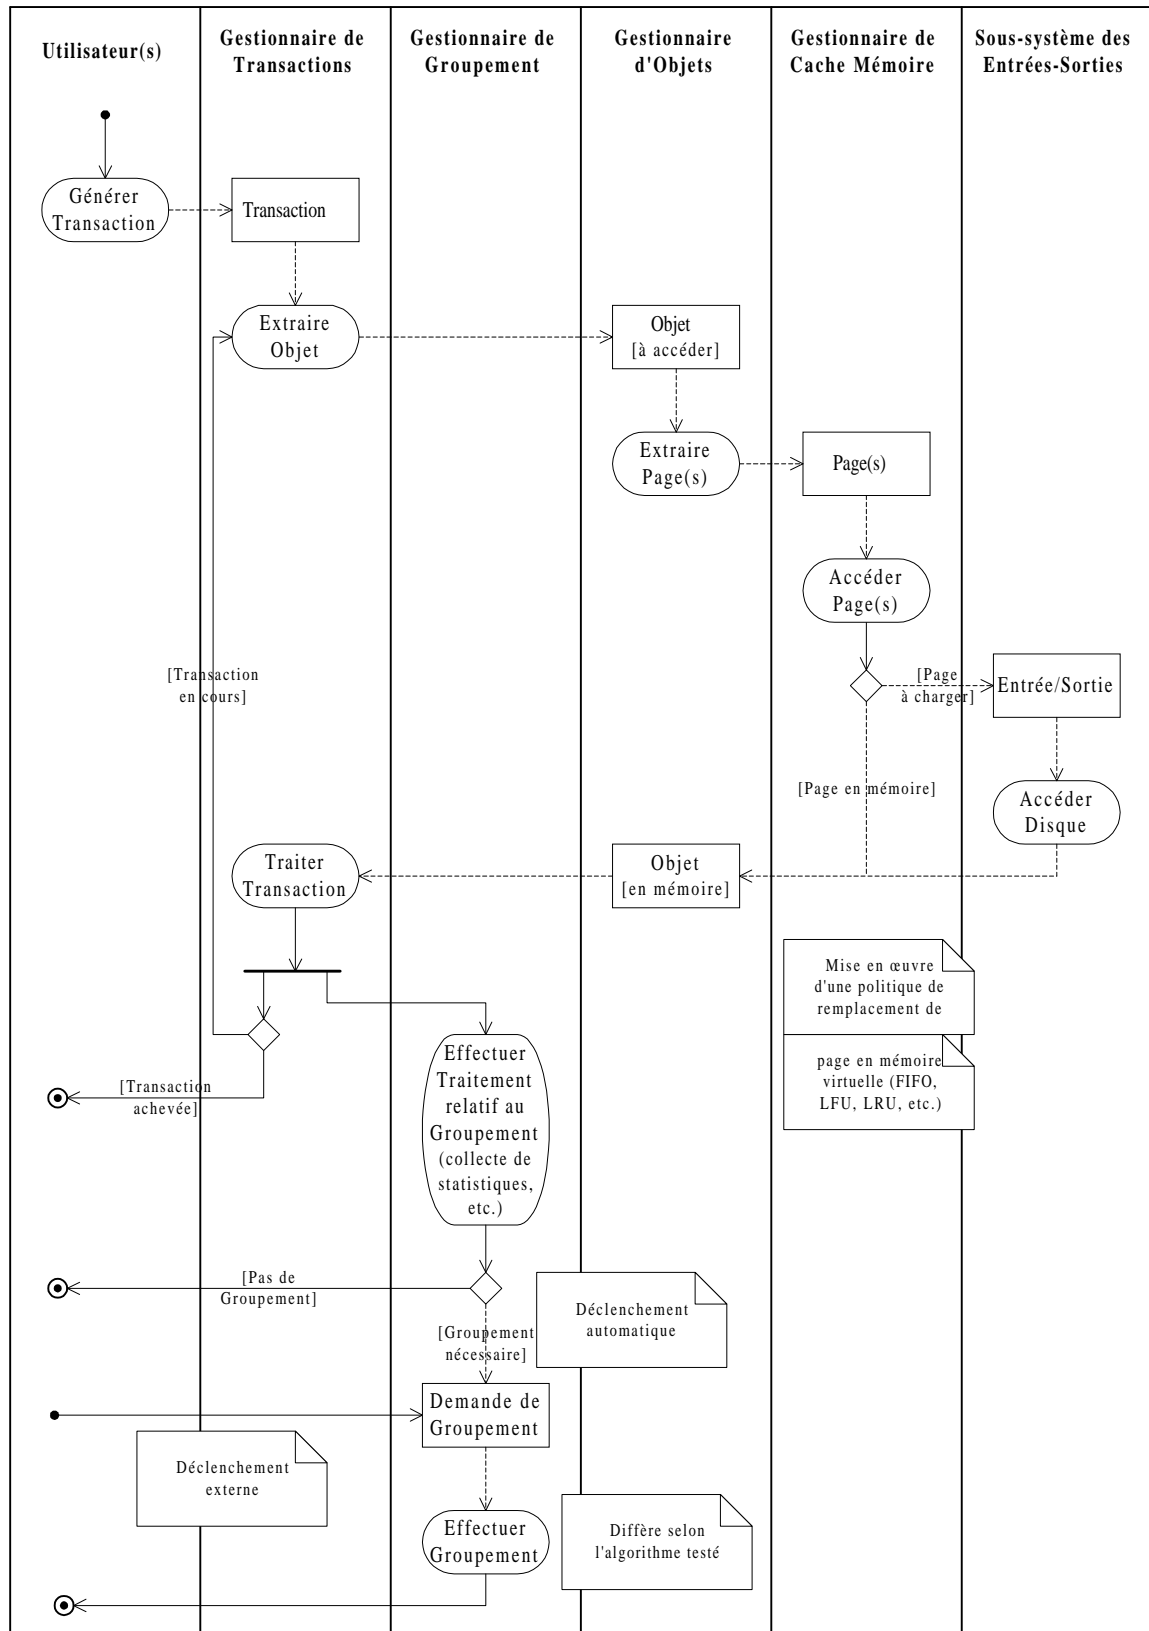 Utilisateur(s)
Gestionnaire de
Transactions
Gestionnaire de
Groupement
Gestionnaire
d'Objets
Gestionnaire de
Cache Mémoire
Sous-système des
Entrées-Sorties
Générer
Transaction
Transaction
Extraire
Objet
Objet
[à accéder]
Extraire
Page(s)
Page(s)
Accéder
Page(s)
[Transaction
en cours]
[Page
à charger]
Entrée/Sortie
[Page en mémoire]
Accéder
Disque
Traiter
Transaction
Objet
[en mémoire]
Mise en œuvre
d'une politique de
remplacement de
page en mémoire
virtuelle (FIFO,
LFU, LRU, etc.)
[Transaction
achevée]
Effectuer
Traitement
relatif au
Groupement
(collecte de
statistiques,
etc.)
[Pas de
Groupement]
Déclenchement
automatique
[Groupement
nécessaire]
Demande de
Groupement
Déclenchement
externe
Effectuer
Groupement
Diffère selon
l'algorithme testé